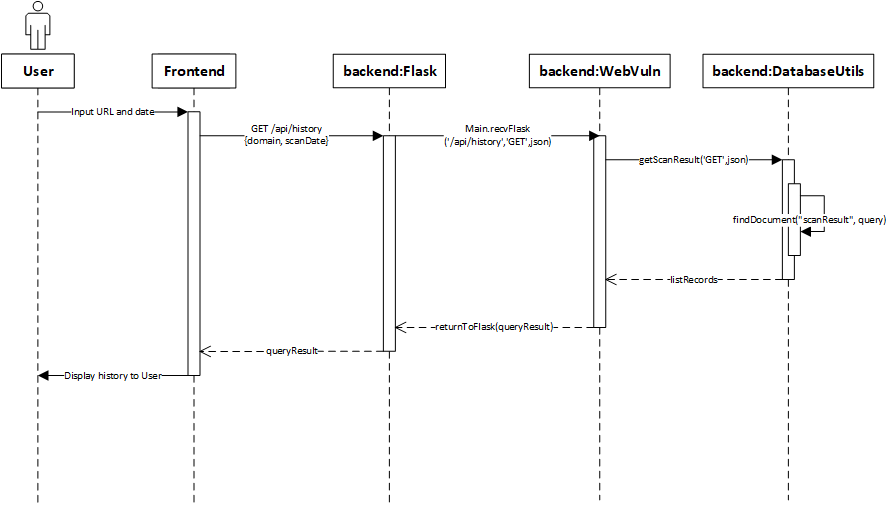 User
Frontend
backend:Flask
backend:WebVuln
backend:DatabaseUtils
Input URL and date
GET /api/history
{domain, scanDate}
Main.recvFlask
('/api/history','GET',json)
getScanResult('GET',json)
findDocument("scanResult", query)
listRecords
returnToFlask(queryResult)
queryResult
Display history to User